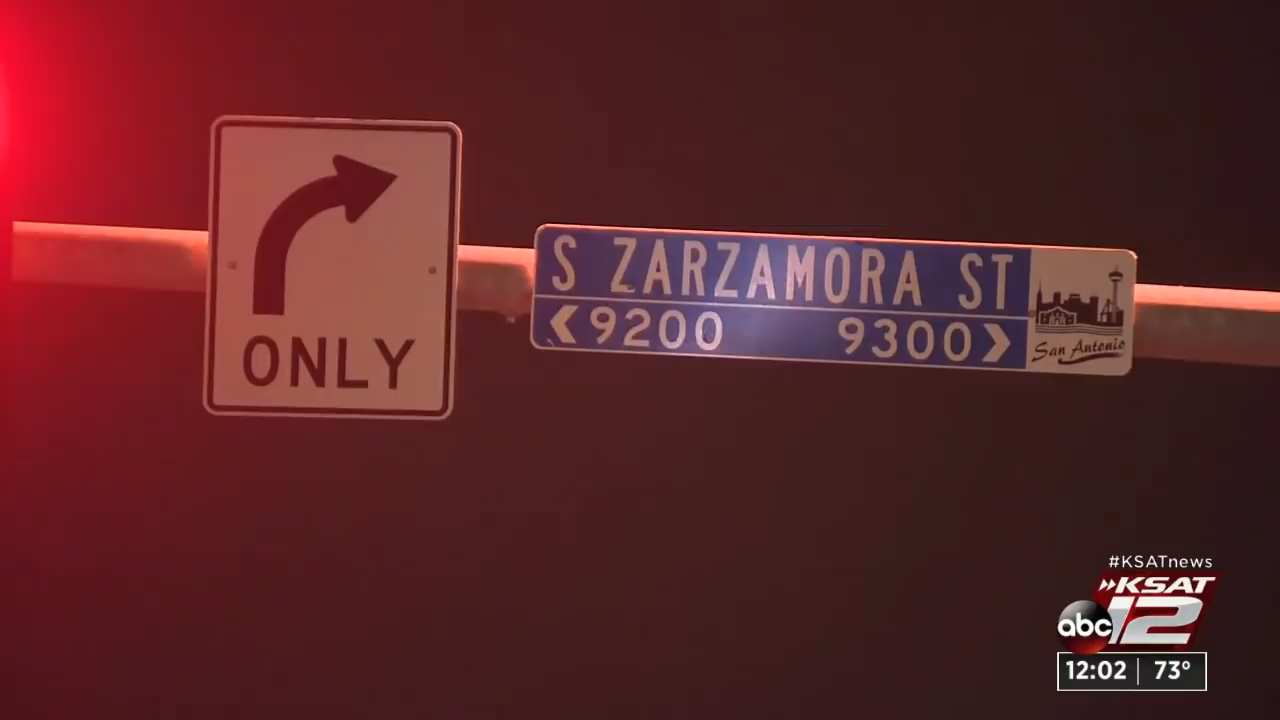 ONLY
S ZARZAMORA ST
9200 9300
San Antonio
#KSATnews
KSAT
abc 12
12:02 73°